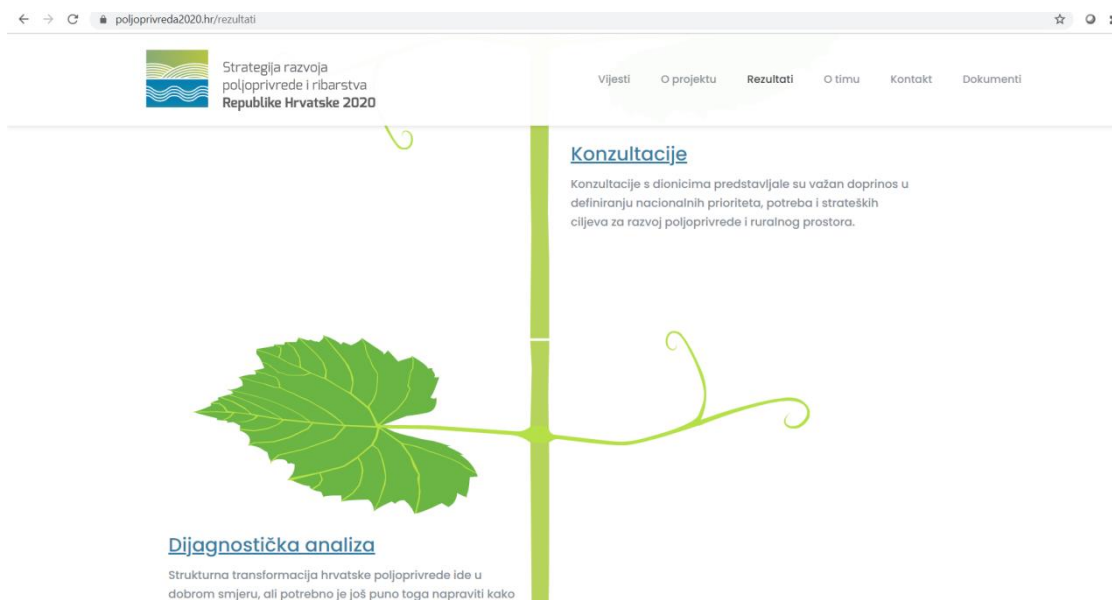 poljoprivreda2020.hr/rezultati
Strategija razvoja
poljoprivrede i ribarstva
Republike Hrvatske 2020
Vijesti O projektu Rezultati O timu Kontakt Dokumenti
Konzultacije
Konzultacije s dionicima predstavljale su važan doprinos u
definiranju nacionalnih prioriteta, potreba i strateških
ciljeva za razvoj poljoprivrede i ruralnog prostora.
Dijagnostička analiza
Strukturna transformacija hrvatske poljoprivrede ide u
dobrom smjeru, ali potrebno je još puno toga napraviti kako